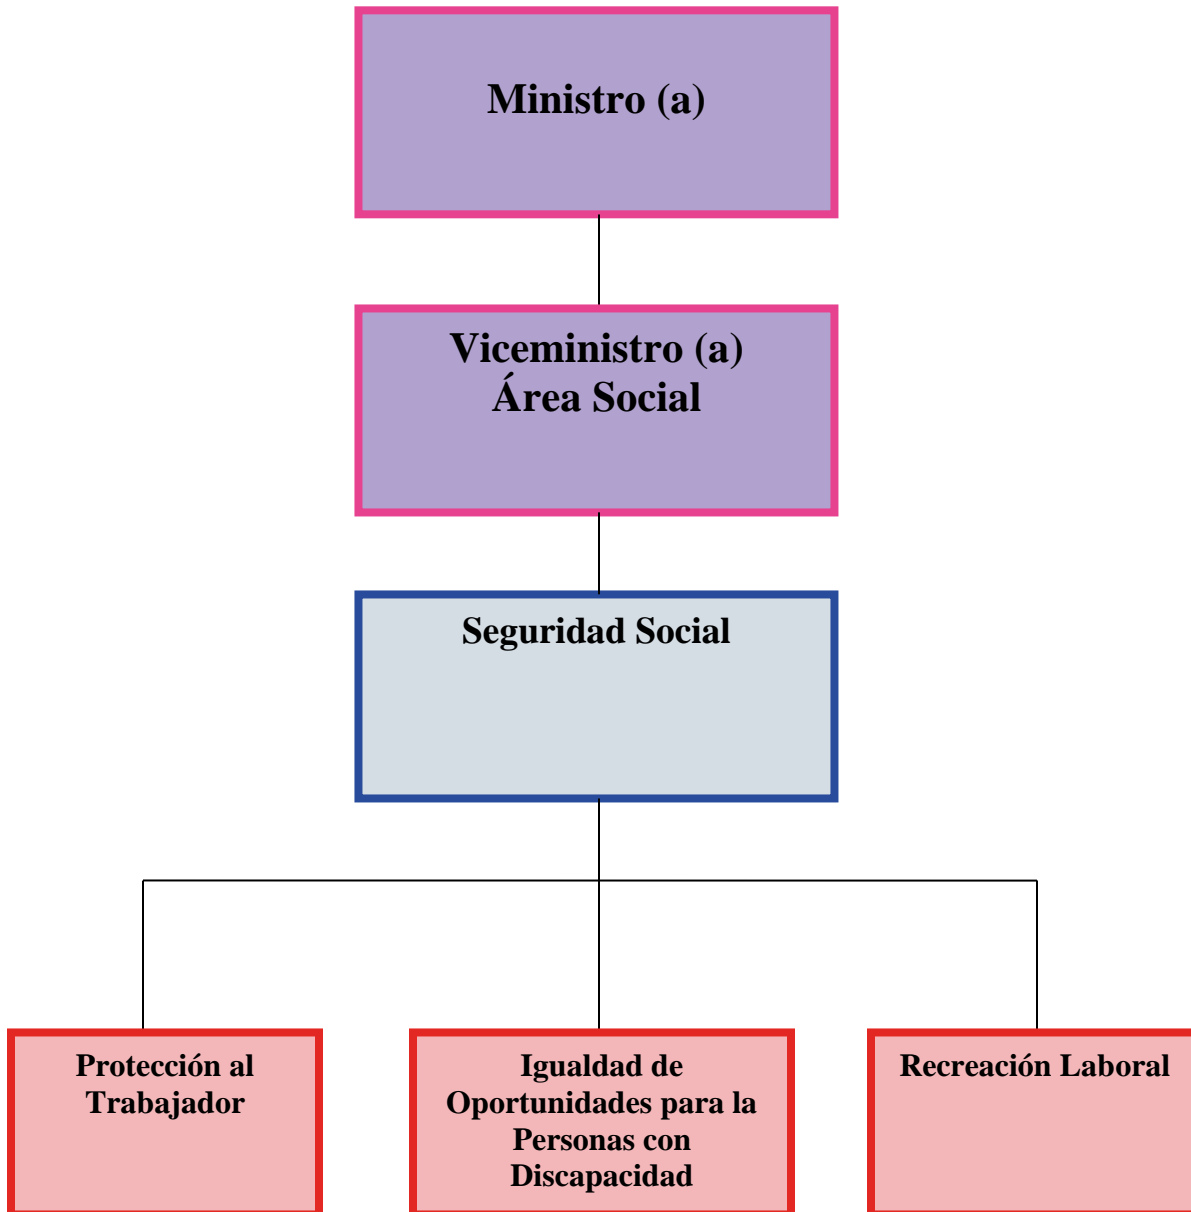 Ministro (a)
Viceministro (a)
Área Social
Seguridad Social
Protección al
Trabajador
Igualdad de
Oportunidades para la
Personas con
Discapacidad
Recreación Laboral